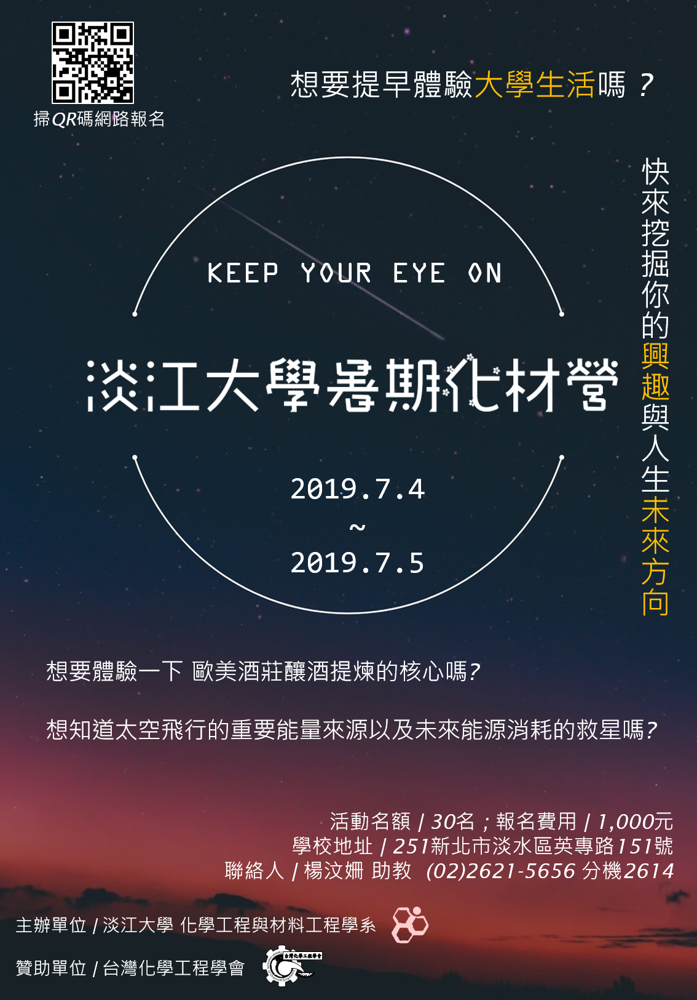 掃QR碼網路報名
想要提早體驗大學生活嗎？
快來挖掘你的興趣與人生未來方向
KEEP YOUR EYE ON
淡江大學暑期化材營
2019.7.4
~
2019.7.5
想要體驗一下 歐美酒莊釀酒提煉的核心嗎?
想知道太空飛行的重要能量來源以及未來能源消耗的救星嗎?
活動名額 / 30名 ; 報名費用 / 1,000元
學校地址 / 251新北市淡水區英專路151號
聯絡人 / 楊汶姍 助教 (02)2621-5656 分機2614
主辦單位 / 淡江大學 化學工程與材料工程學系
贊助單位 / 台灣化學工程學會
台灣化學工程學會